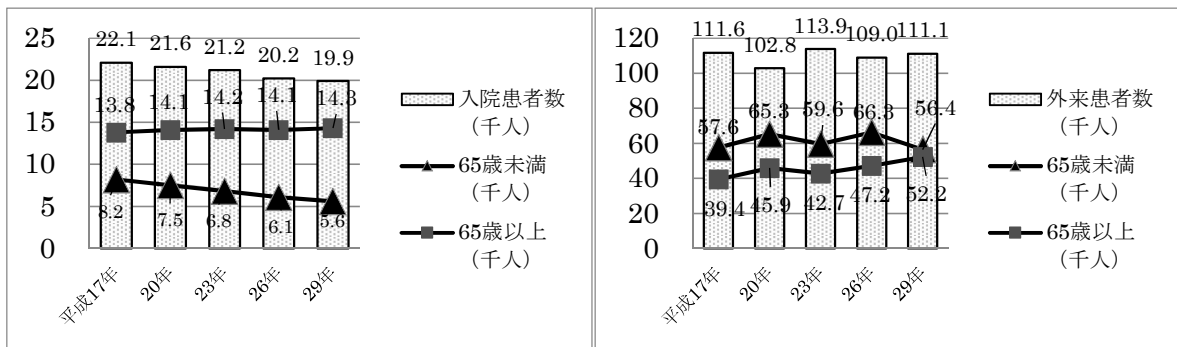 25
20
15
10
5
0
22.1
21.6
21.2
20.2
19.9
13.8
14.1
14.2
14.1
14.3
8.2
7.5
6.8
6.1
5.6
平成17年
20年
23年
26年
29年
入院患者数
（千人）
65歳未満
（千人）
65歳以上
（千人）
120
100
80
60
40
20
0
111.6
102.8
113.9
109.0
111.1
57.6
65.3
59.6
66.3
56.4
39.4
45.9
42.7
47.2
52.2
平成17年
20年
23年
26年
29年
外来患者数
（千人）
65歳未満
（千人）
65歳以上
（千人）